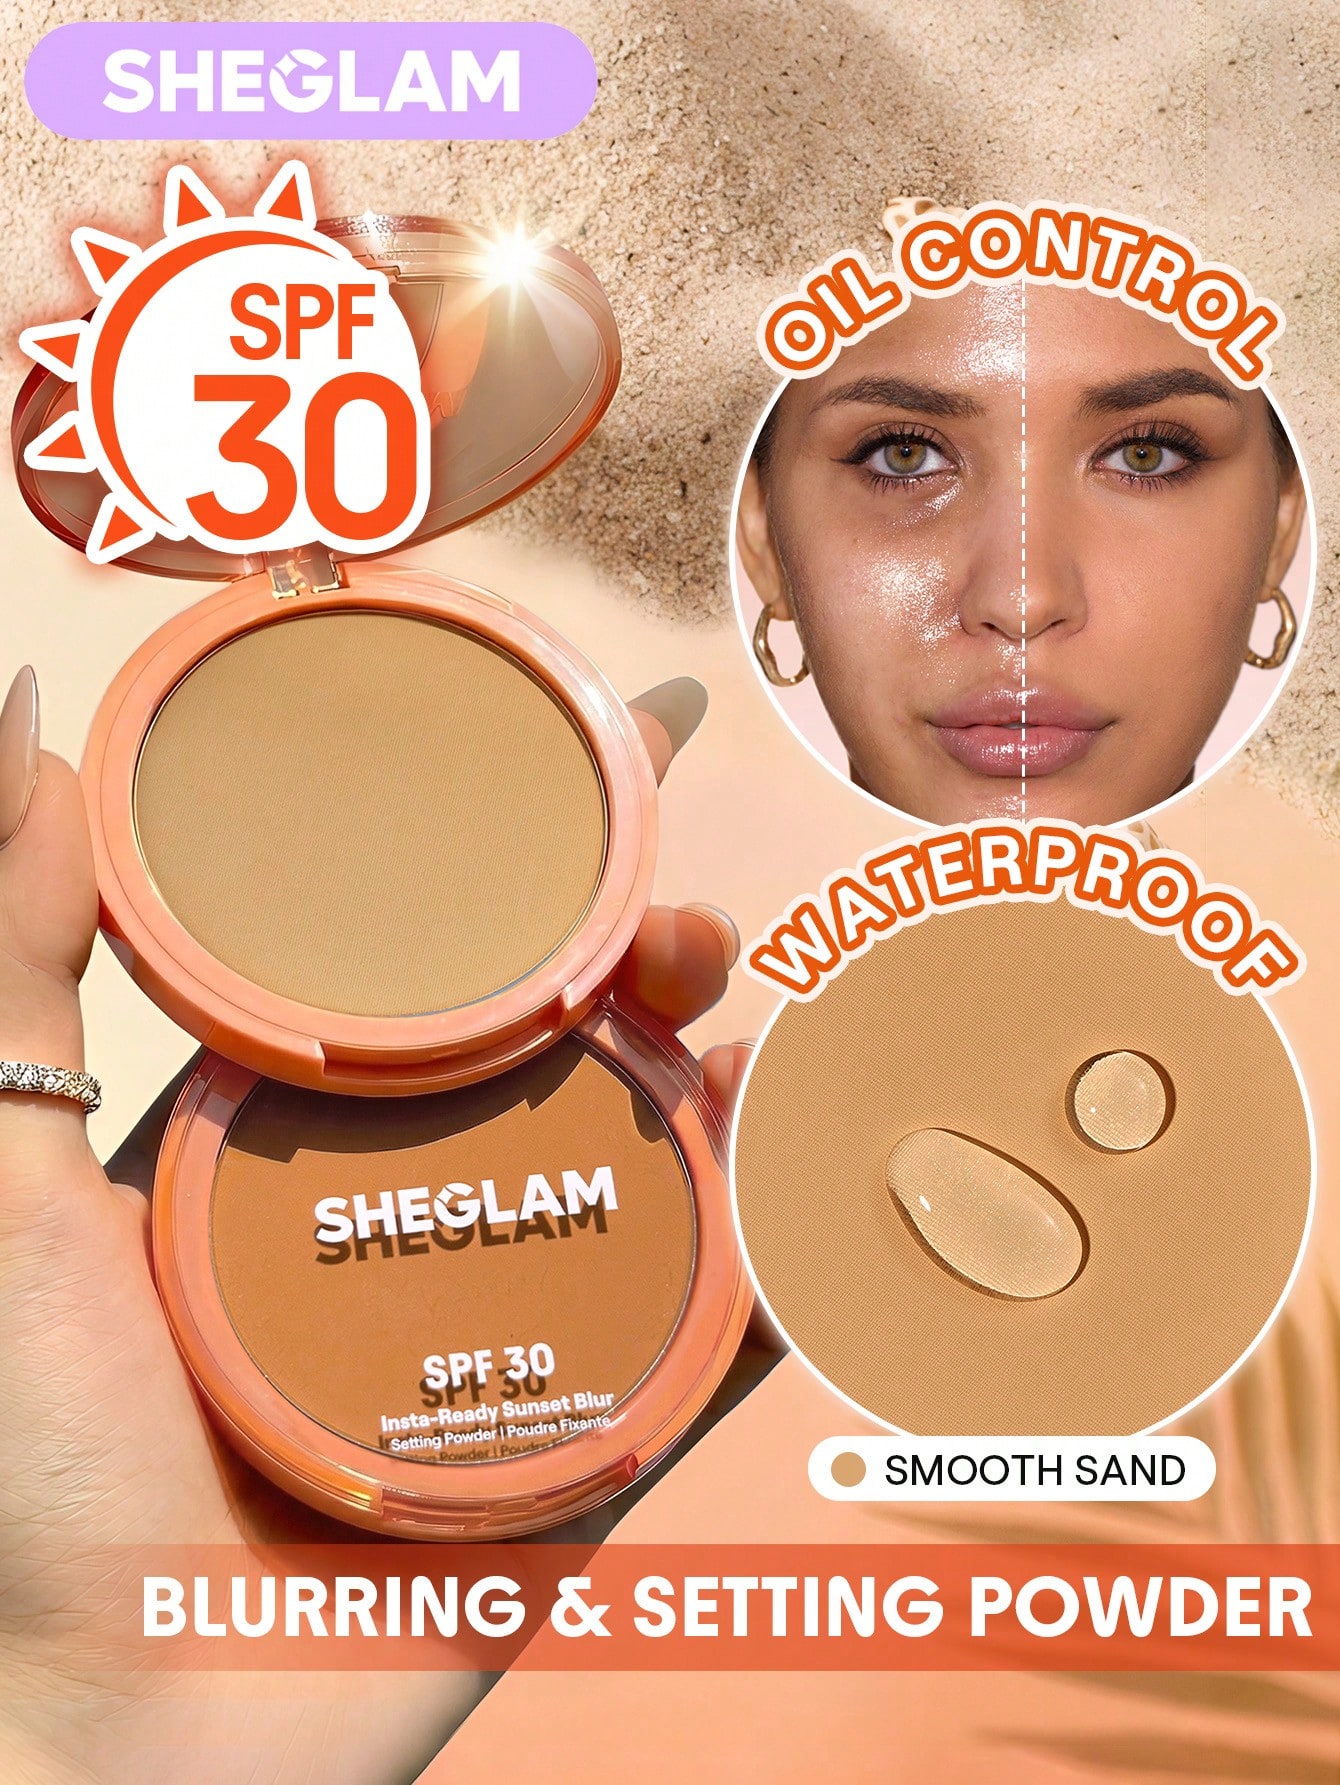 SHEGLAM
SPF
30
OIL CONTROL
WATERPROOF
SHEGLAM
SPF 30
Insta-Ready Sunset Blur
Setting Powder | Poudre Fixante
SMOOTH SAND
BLURRING & SETTING POWDER